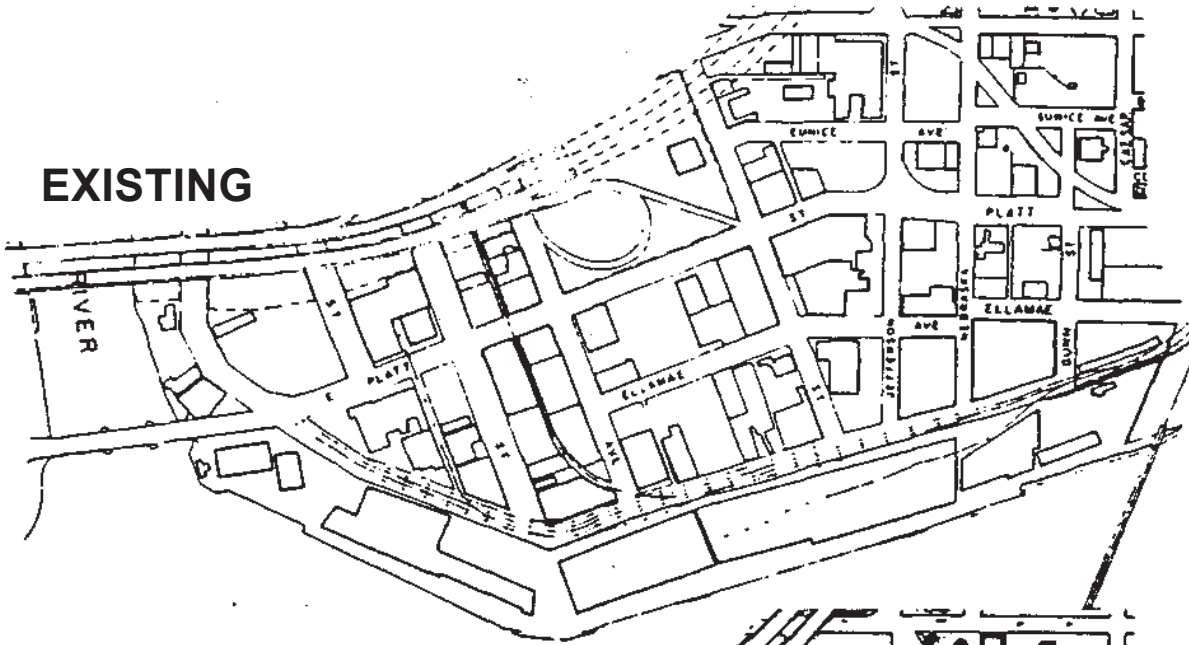 EXISTING
ST
EUNICE
AVE
EUNICE AVE
ST
PLATT
RIVER
ST
NEBRASKA
ST
ELLAMAE
AVE
JEFFERSON
E
PLATT
ELLAMAE
ST
ST
AVE